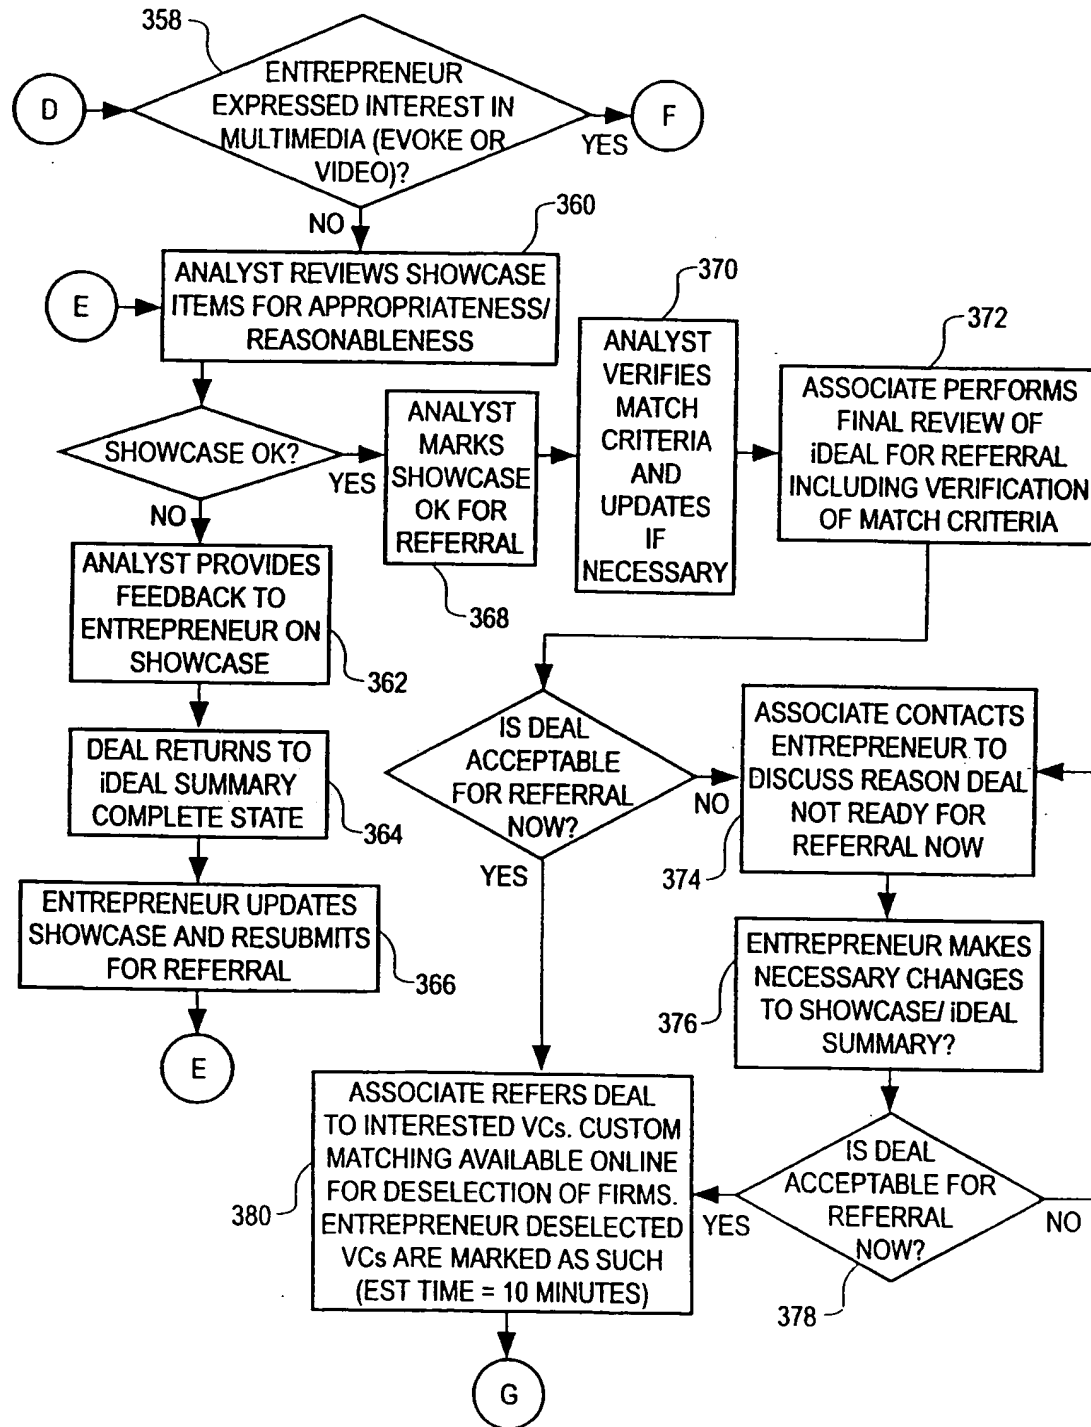 358
D
ENTREPRENEUR
EXPRESSED INTEREST IN
MULTIMEDIA (EVOKE OR
VIDEO)?
YES
F
NO
360
E
ANALYST REVIEWS SHOWCASE
ITEMS FOR APPROPRIATENESS/
REASONABLENESS
SHOWCASE OK?
YES
NO
ANALYST
MARKS
SHOWCASE
OK FOR
REFERRAL
368
370
ANALYST
VERIFIES
MATCH
CRITERIA
AND
UPDATES
IF
NECESSARY
372
ASSOCIATE PERFORMS
FINAL REVIEW OF
iDEAL FOR REFERRAL
INCLUDING VERIFICATION
OF MATCH CRITERIA
ANALYST PROVIDES
FEEDBACK TO
ENTREPRENEUR ON
SHOWCASE
362
DEAL RETURNS TO
iDEAL SUMMARY
COMPLETE STATE
364
ENTREPRENEUR UPDATES
SHOWCASE AND RESUBMITS
FOR REFERRAL
366
E
IS DEAL
ACCEPTABLE
FOR REFERRAL
NOW?
NO
YES
ASSOCIATE CONTACTS
ENTREPRENEUR TO
DISCUSS REASON DEAL
NOT READY FOR
REFERRAL NOW
374
ENTREPRENEUR MAKES
NECESSARY CHANGES
TO SHOWCASE/ iDEAL
SUMMARY?
376
IS DEAL
ACCEPTABLE FOR
REFERRAL
NOW?
YES
NO
378
ASSOCIATE REFERS DEAL
TO INTERESTED VCs. CUSTOM
MATCHING AVAILABLE ONLINE
FOR DESELECTION OF FIRMS.
ENTREPRENEUR DESELECTED
VCs ARE MARKED AS SUCH
(EST TIME = 10 MINUTES)
380
G